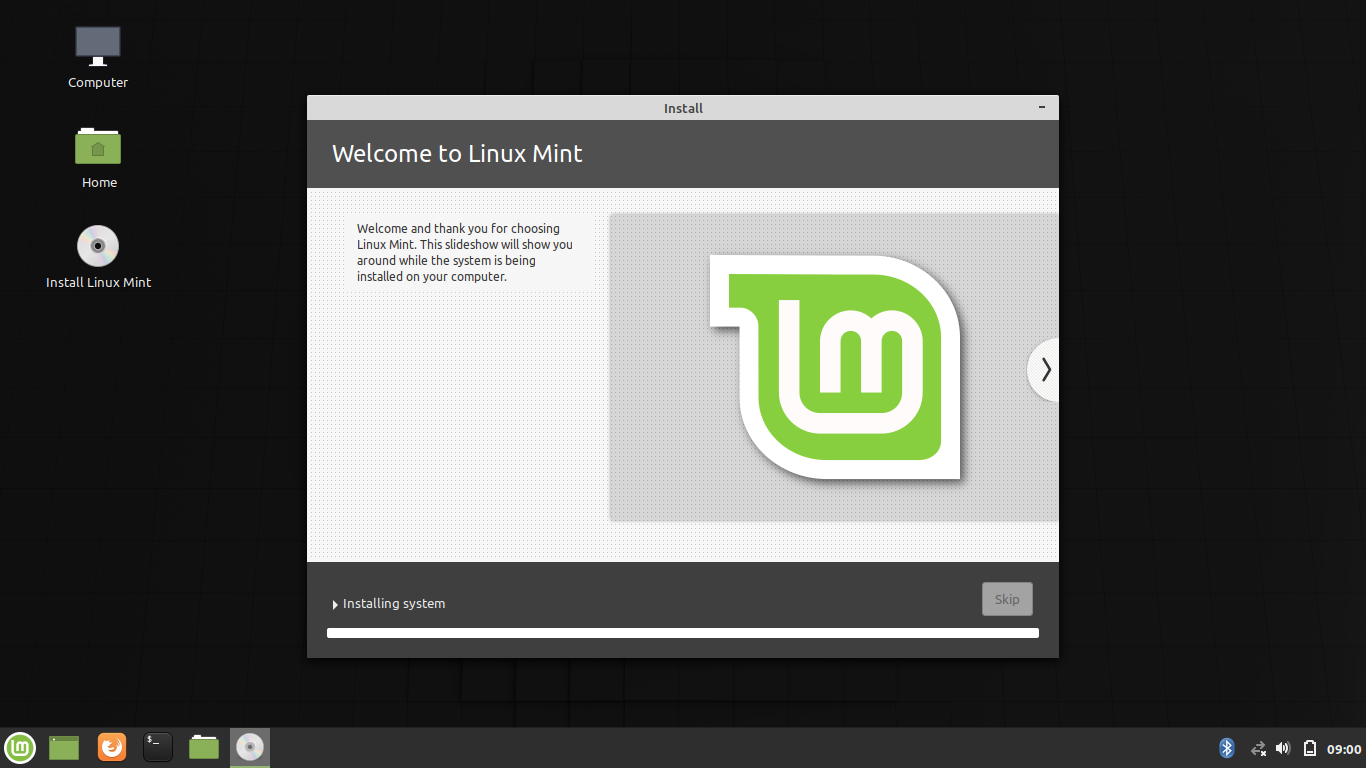 Computer
Home
Install Linux Mint
Install
Welcome to Linux Mint
Welcome and thank you for choosing
Linux Mint. This slideshow will show you
around while the system is being
installed on your computer.
Installing system
Skip
$_
09:00